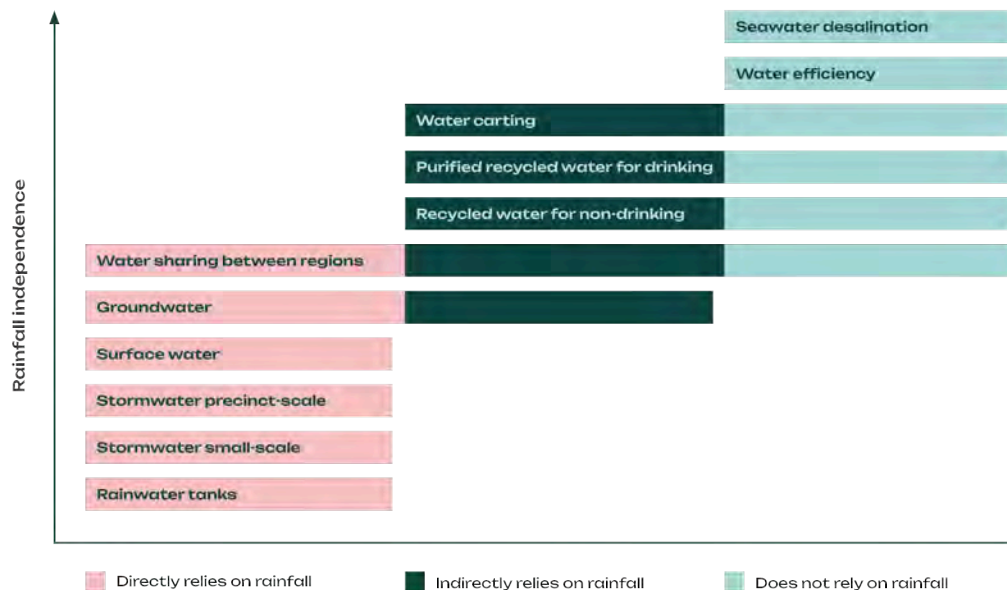 Seawater desalination
Water efficiency
Water carting
Purified recycled water for drinking
Recycled water for non-drinking
Water sharing between regions
Groundwater
Surface water
Stormwater precinct-scale
Stormwater small-scale
Rainwater tanks
Rainfall independence
Directly relies on rainfall
Indirectly relies on rainfall
Does not rely on rainfall